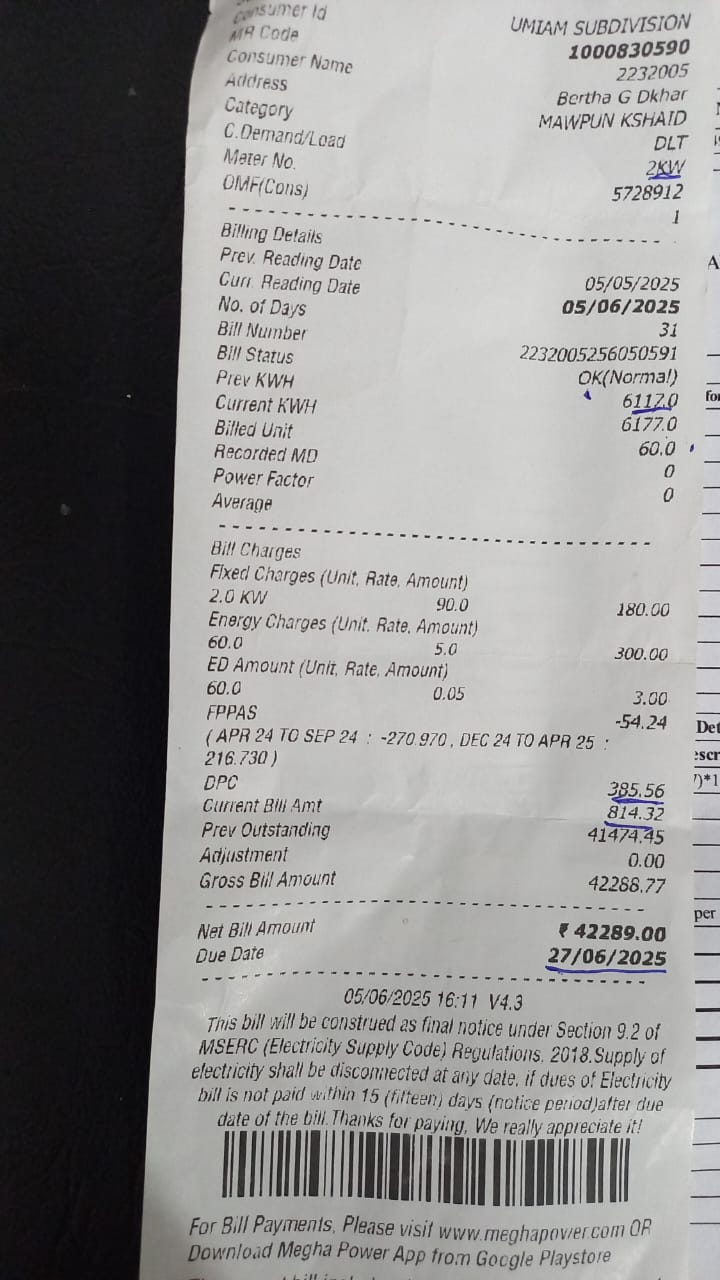 Consumer Id UMIAM SUBDIVISION
MR Code 1000830590
Consumer Name 2232005
Address Bertha G Dkhar
Category MAWPUN KSHAID
C.Demand/Load DLT
Meter No. 2KW
OMF(Cons) 5728912
1
Billing Details
Prev. Reading Date 05/05/2025
Curr. Reading Date 05/06/2025
No. of Days 31
Bill Number 2232005256050591
Bill Status OK(Normal)
Prev KWH 6117.0
Current KWH 6177.0
Billed Unit 60.0
Recorded MD 0
Power Factor 0
Average
Bill Charges
Fixed Charges (Unit, Rate, Amount)
2.0 KW 90.0 180.00
Energy Charges (Unit, Rate, Amount)
60.0 5.0 300.00
ED Amount (Unit, Rate, Amount)
60.0 0.05 3.00
FPPAS -54.24
( APR 24 TO SEP 24 : -270.970 , DEC 24 TO APR 25 :
216.730 )
DPC 385.56
Current Bill Amt 814.32
Prev Outstanding 41474.45
Adjustment 0.00
Gross Bill Amount 42288.77
Net Bill Amount ₹ 42289.00
Due Date 27/06/2025
05/06/2025 16:11 V4.3
This bill will be construed as final notice under Section 9.2 of
MSERC (Electricity Supply Code) Regulations, 2018.Supply of
electricity shall be disconnected at any date, if dues of Electricity
bill is not paid within 15 (fifteen) days (notice period)after due
date of the bill.Thanks for paying, We really appreciate it!
For Bill Payments, Please visit www.meghapower.com OR
Download Megha Power App from Google Playstore